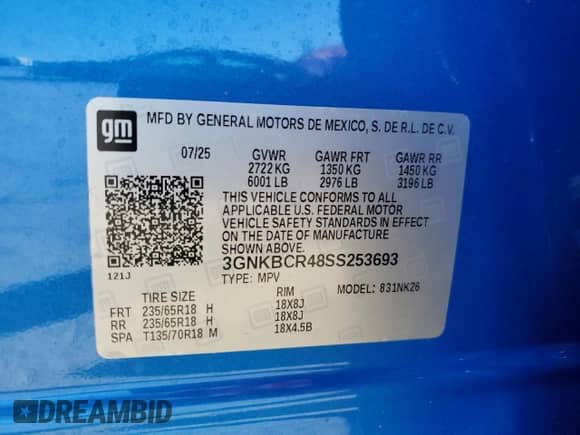 gm
MFD BY GENERAL MOTORS DE MEXICO, S. DE R.L. DE C.V.
07/25 GVWR GAWR FRT GAWR RR
2722 KG 1350 KG 1450 KG
6001 LB 2976 LB 3196 LB
THIS VEHICLE CONFORMS TO ALL
APPLICABLE U.S. FEDERAL MOTOR
VEHICLE SAFETY STANDARDS IN EFFECT
ON THE DATE OF MANUFACTURE
SHOWN ABOVE.
3GNKBCR48SS253693
121J
TYPE: MPV MODEL: 831NK26
TIRE SIZE RIM
FRT 235/65R18 H 18X8J
RR 235/65R18 H 18X8J
SPA T135/70R18 M 18X4.5B
DREAMBID